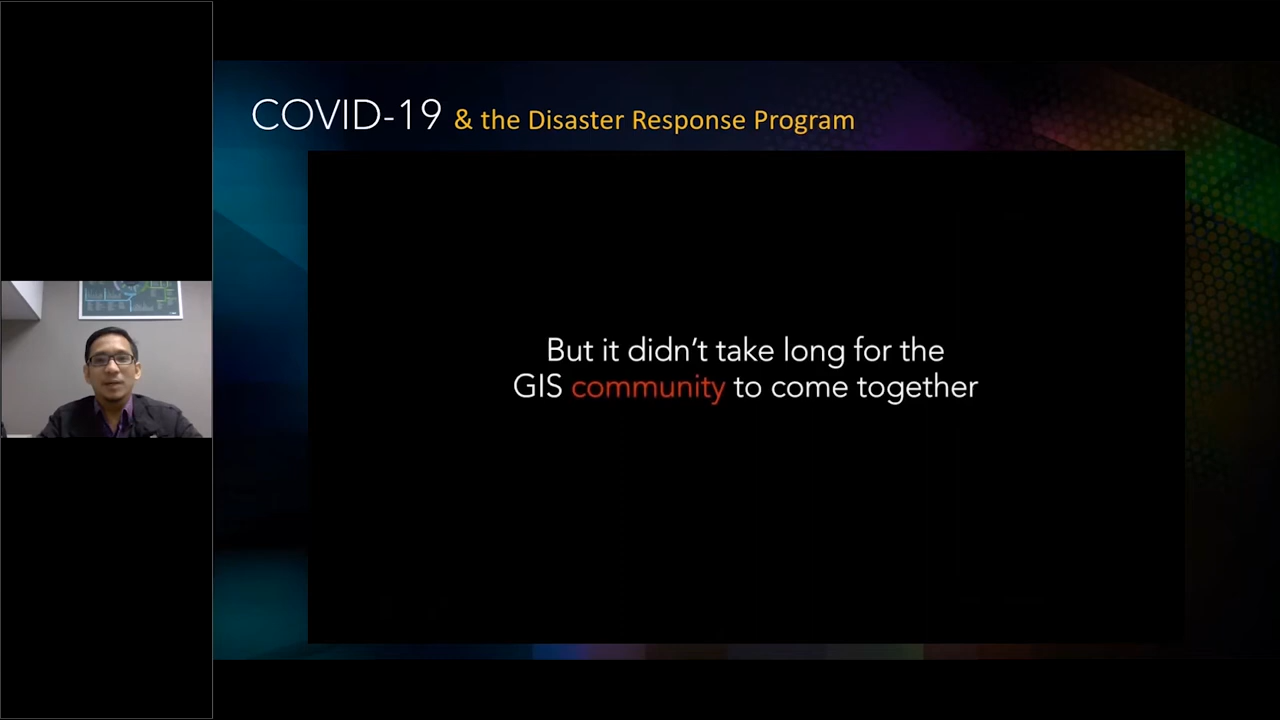 COVID-19 & the Disaster Response Program
But it didn't take long for the
GIS community to come together